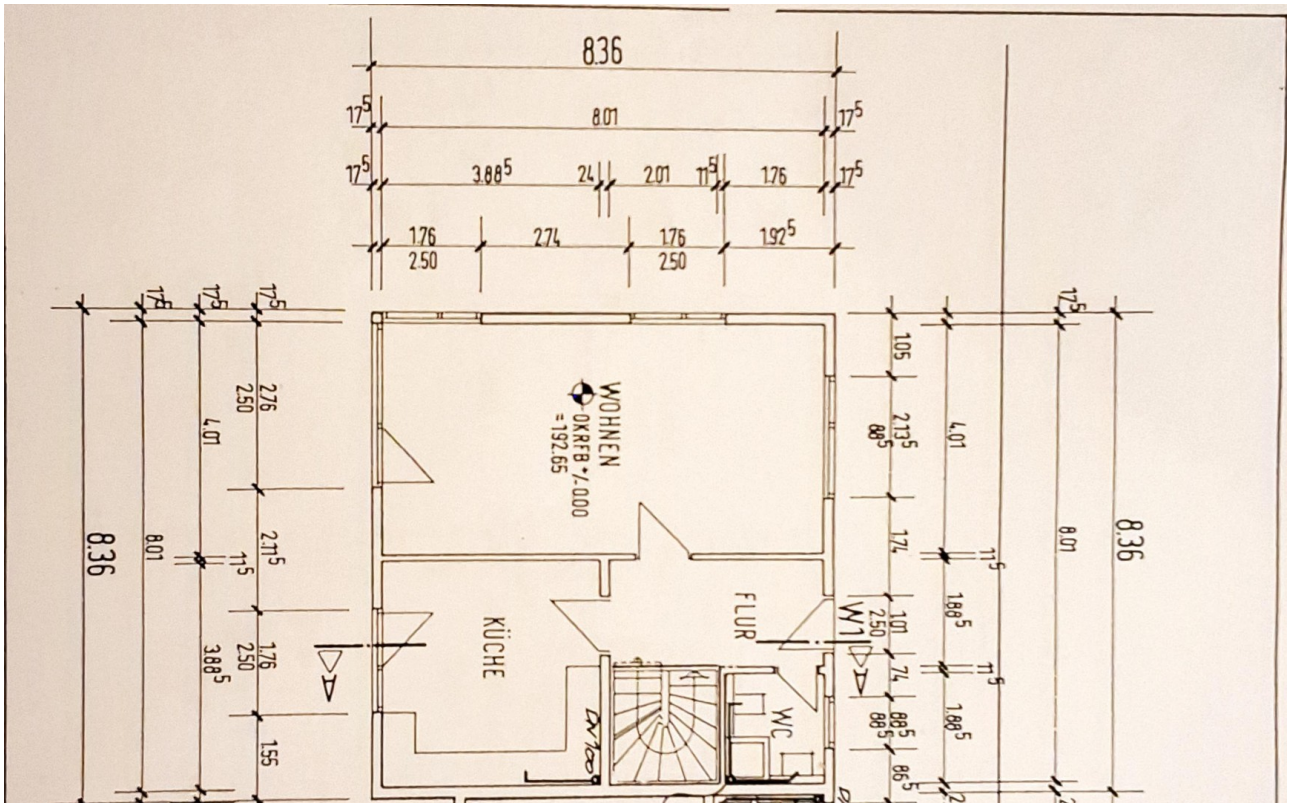 8.36
17⁵ 8.01 17⁵
17⁵ 3.88⁵ 24 2.01 11⁵ 1.76 17⁵
1.76 2.74 1.76 1.92⁵
2.50 2.50
17⁵ 17⁵ 17⁵
2.76
2.50
4.01
8.36
8.01
2.11⁵
11⁵
1.76
2.50
3.88⁵
1.55
WOHNEN
OKRFB +/-0.00
=192.65
KÜCHE
FLUR
WC
DN100
W1
A
A
1.05
2.13⁵
88⁵
1.74
1.01
2.50
74
88⁵
88⁵
86⁵
4.01
11⁵
1.88⁵
11⁵
1.88⁵
17⁵
8.01
8.36